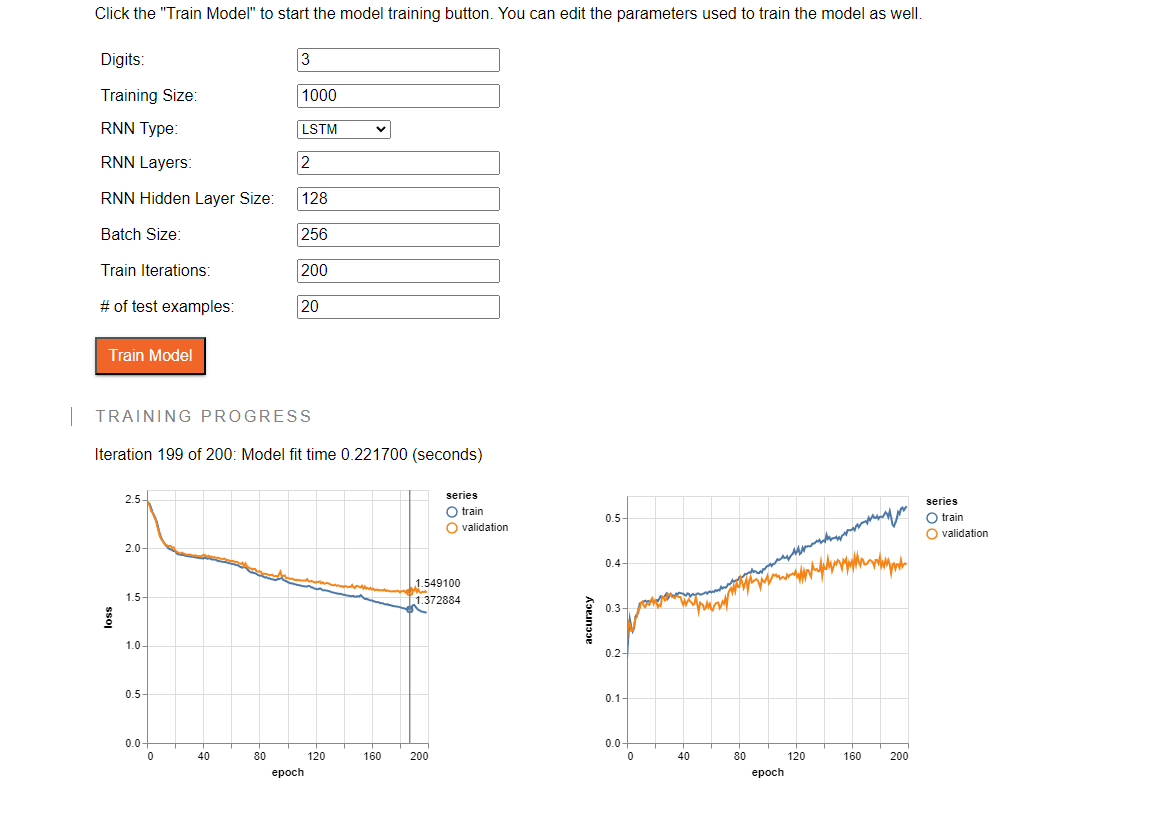 Click the "Train Model" to start the model training button. You can edit the parameters used to train the model as well.
Digits: 3
Training Size: 1000
RNN Type: LSTM
RNN Layers: 2
RNN Hidden Layer Size: 128
Batch Size: 256
Train Iterations: 200
# of test examples: 20
Train Model
TRAINING PROGRESS
Iteration 199 of 200: Model fit time 0.221700 (seconds)
2.5
2.0
1.5
1.0
0.5
0.0
loss
0 40 80 120 160 200
epoch
1.549100
1.372884
series
train
validation
0.5
0.4
0.3
0.2
0.1
0.0
accuracy
0 40 80 120 160 200
epoch
series
train
validation